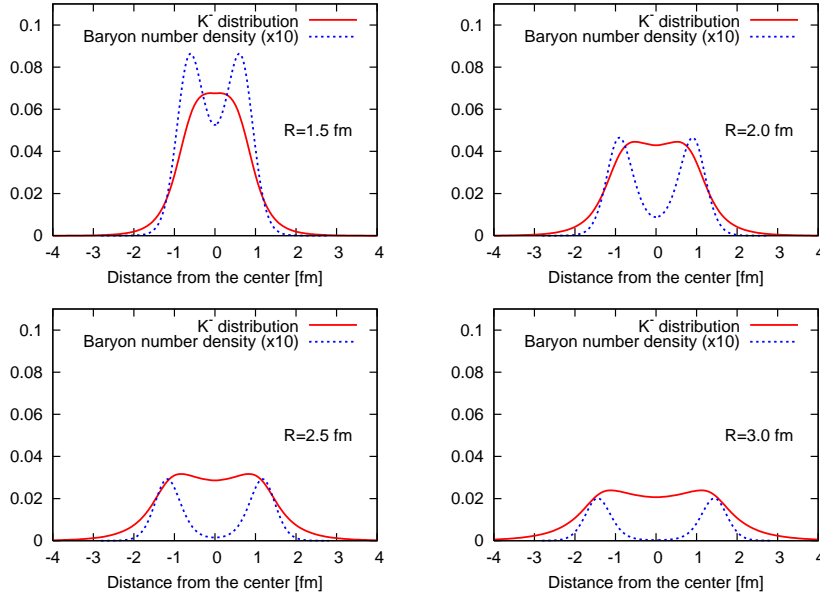 K⁻ distribution
Baryon number density (x10)
R=1.5 fm
0.1
0.08
0.06
0.04
0.02
0
-4 -3 -2 -1 0 1 2 3 4
Distance from the center [fm]
K⁻ distribution
Baryon number density (x10)
R=2.0 fm
0.1
0.08
0.06
0.04
0.02
0
-4 -3 -2 -1 0 1 2 3 4
Distance from the center [fm]
K⁻ distribution
Baryon number density (x10)
R=2.5 fm
0.1
0.08
0.06
0.04
0.02
0
-4 -3 -2 -1 0 1 2 3 4
Distance from the center [fm]
K⁻ distribution
Baryon number density (x10)
R=3.0 fm
0.1
0.08
0.06
0.04
0.02
0
-4 -3 -2 -1 0 1 2 3 4
Distance from the center [fm]